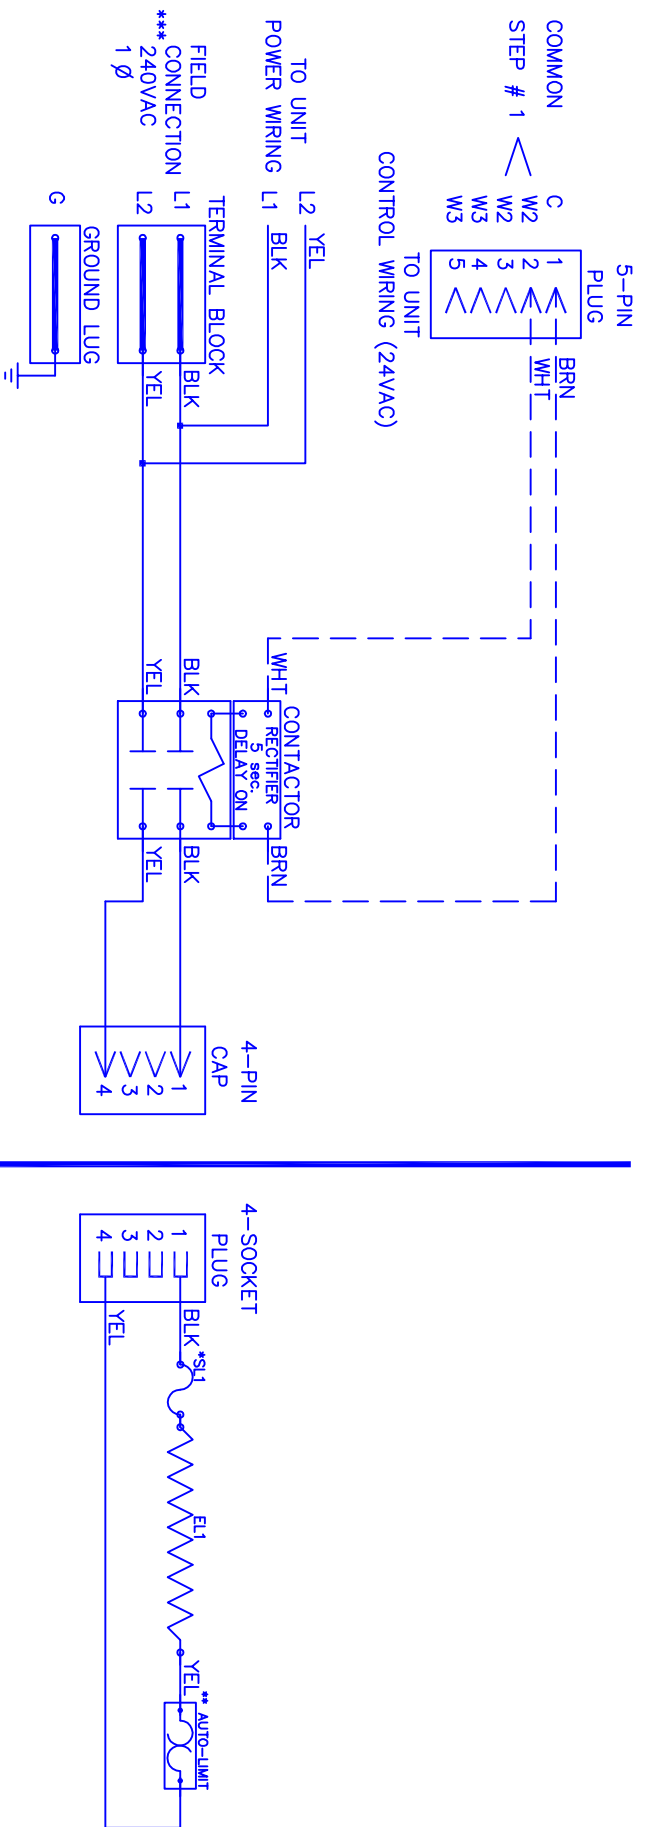 5-PIN
PLUG
COMMON
STEP # 1
C
W2
W2
W3
W3
1
2
3
4
5
BRN
WHT
TO UNIT
CONTROL WIRING (24VAC)
TO UNIT
POWER WIRING
L2
L1
YEL
BLK
FIELD
*** CONNECTION
240VAC
1 Ø
L1
L2
TERMINAL BLOCK
BLK
YEL
G
GROUND LUG
WHT
BLK
YEL
CONTACTOR
RECTIFIER
5 sec.
DELAY ON
BRN
BLK
YEL
4-PIN
CAP
1
2
3
4
4-SOCKET
PLUG
1
2
3
4
BLK
YEL
*SL1
EL1
YEL
** AUTO-LIMIT